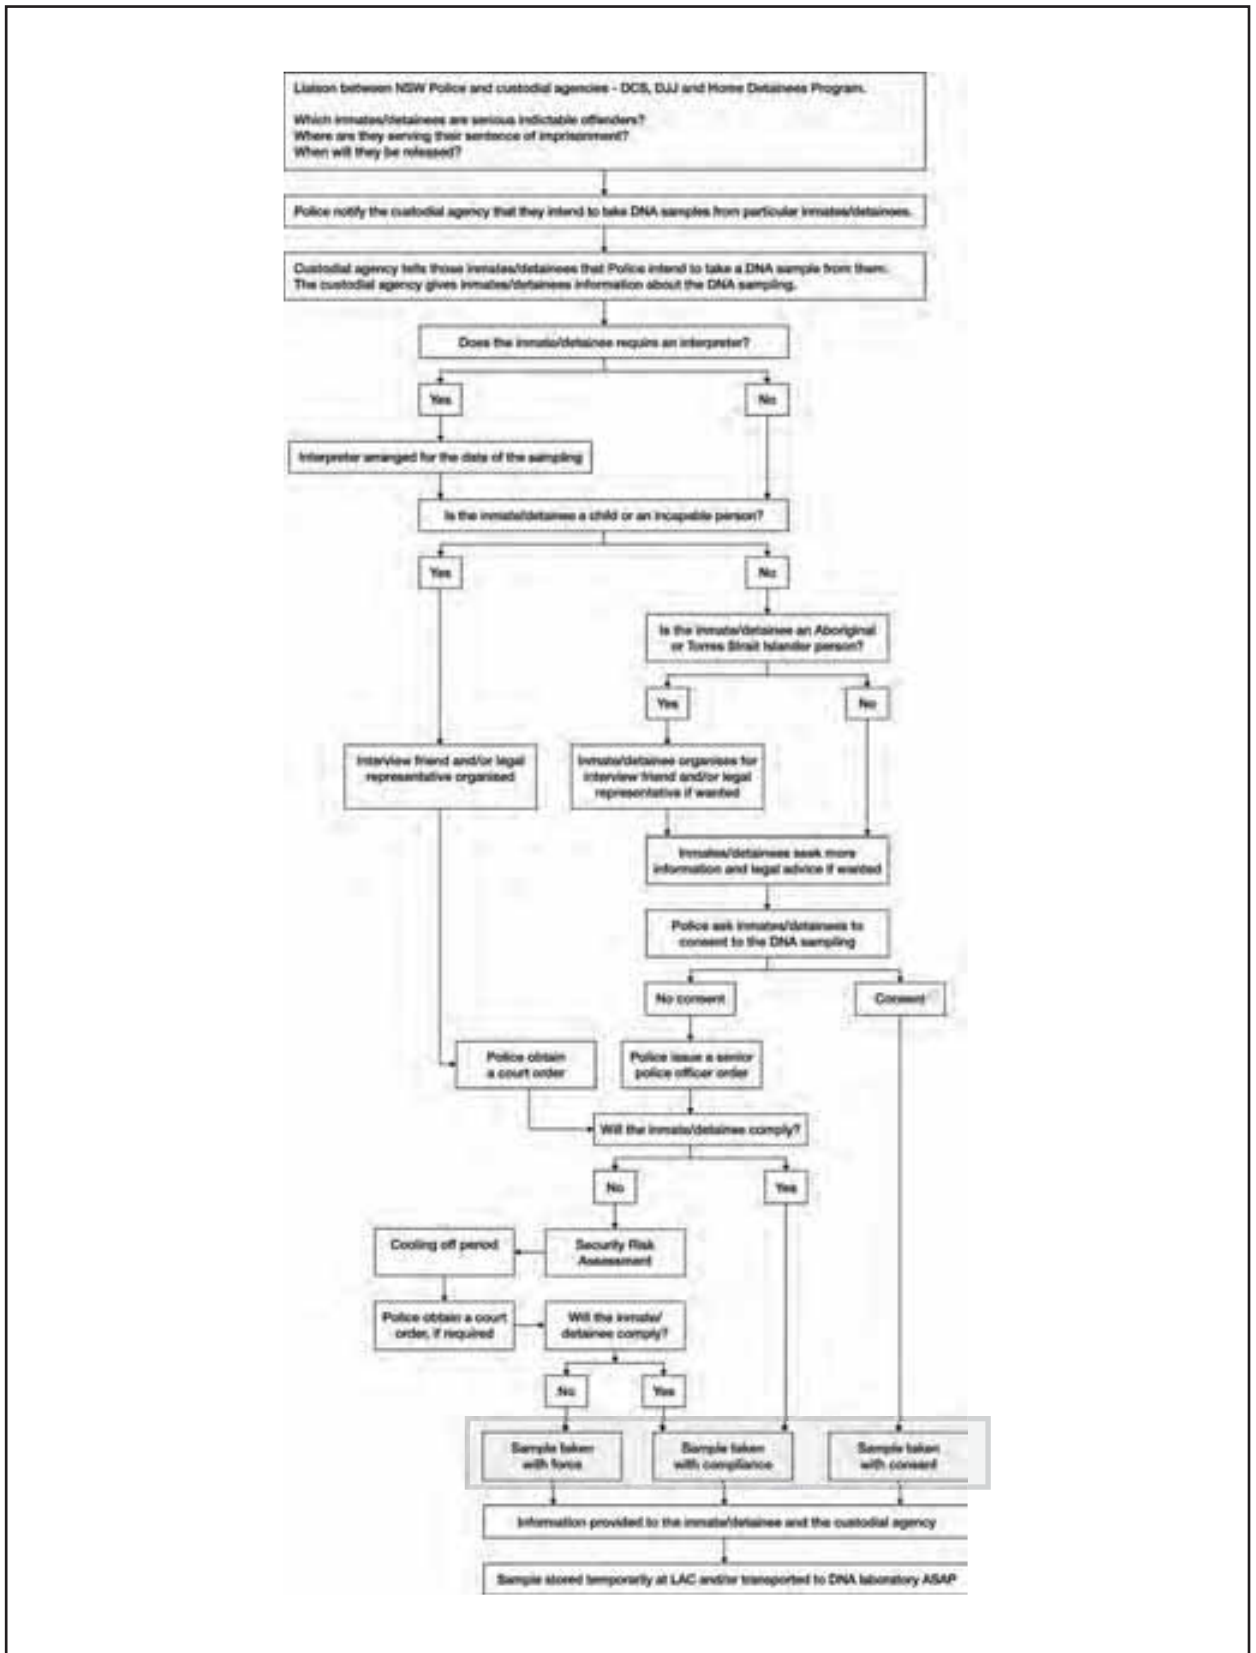 Liaison between NSW Police and custodial agencies - DCS, DJJ and Home Detainees Program.
Which inmates/detainees are serious indictable offenders?
Where are they serving their sentence of imprisonment?
When will they be released?
Police notify the custodial agency that they intend to take DNA samples from particular inmates/detainees.
Custodial agency tells those inmates/detainees that Police intend to take a DNA sample from them.
The custodial agency gives inmates/detainees information about the DNA sampling.
Does the inmate/detainee require an interpreter?
Yes
No
Interpreter arranged for the date of the sampling
Is the inmate/detainee a child or an incapable person?
Yes
No
Is the inmate/detainee an Aboriginal
or Torres Strait Islander person?
Yes
No
Interview friend and/or legal
representative organised
Inmate/detainee organises for
interview friend and/or legal
representative if wanted
Inmates/detainees seek more
information and legal advice if wanted
Police ask inmates/detainees to
consent to the DNA sampling
No consent
Consent
Police obtain
a court order
Police issue a senior
police officer order
Will the inmate/detainee comply?
No
Yes
Cooling off period
Security Risk
Assessment
Police obtain a court
order, if required
Will the inmate/
detainee comply?
No
Yes
Sample taken
with force
Sample taken
with compliance
Sample taken
with consent
Information provided to the inmate/detainee and the custodial agency
Sample stored temporarily at LAC and/or transported to DNA laboratory ASAP